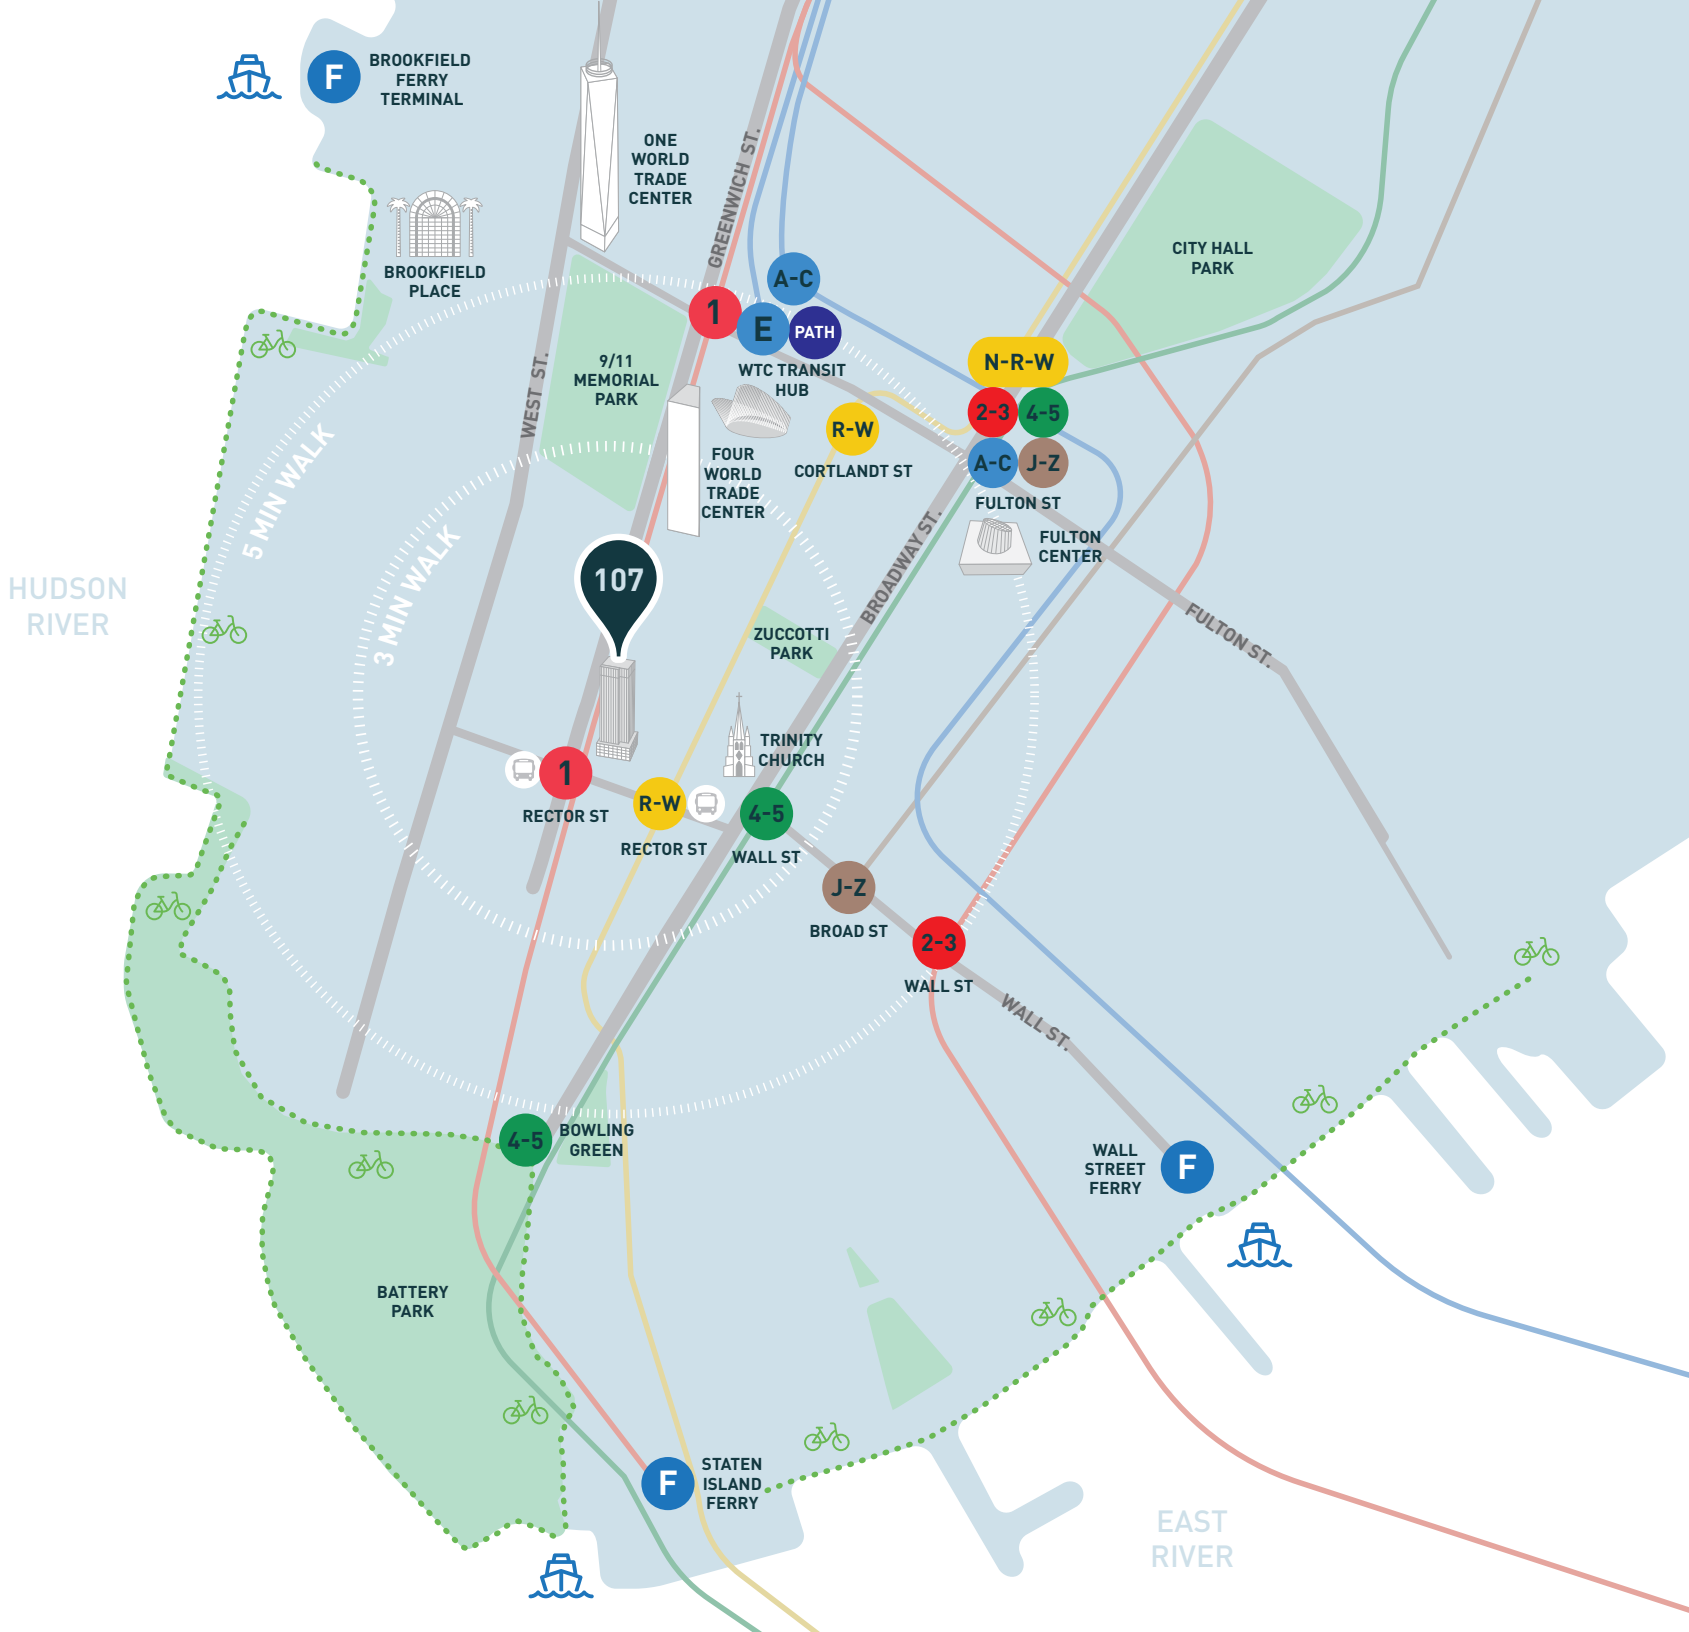 F
BROOKFIELD
FERRY
TERMINAL
ONE
WORLD
TRADE
CENTER
GREENWICH ST.
BROOKFIELD
PLACE
CITY HALL
PARK
A-C
1
E
PATH
WTC TRANSIT
HUB
N-R-W
2-3
4-5
A-C
J-Z
FULTON ST
9/11
MEMORIAL
PARK
WEST ST.
R-W
CORTLANDT ST
FOUR
WORLD
TRADE
CENTER
5 MIN WALK
3 MIN WALK
BROADWAY ST.
FULTON
CENTER
HUDSON
RIVER
107
FULTON ST.
ZUCCOTTI
PARK
TRINITY
CHURCH
1
RECTOR ST
R-W
RECTOR ST
4-5
WALL ST
J-Z
BROAD ST
2-3
WALL ST
WALL ST.
4-5
BOWLING
GREEN
WALL
STREET
FERRY
F
BATTERY
PARK
F
STATEN
ISLAND
FERRY
EAST
RIVER